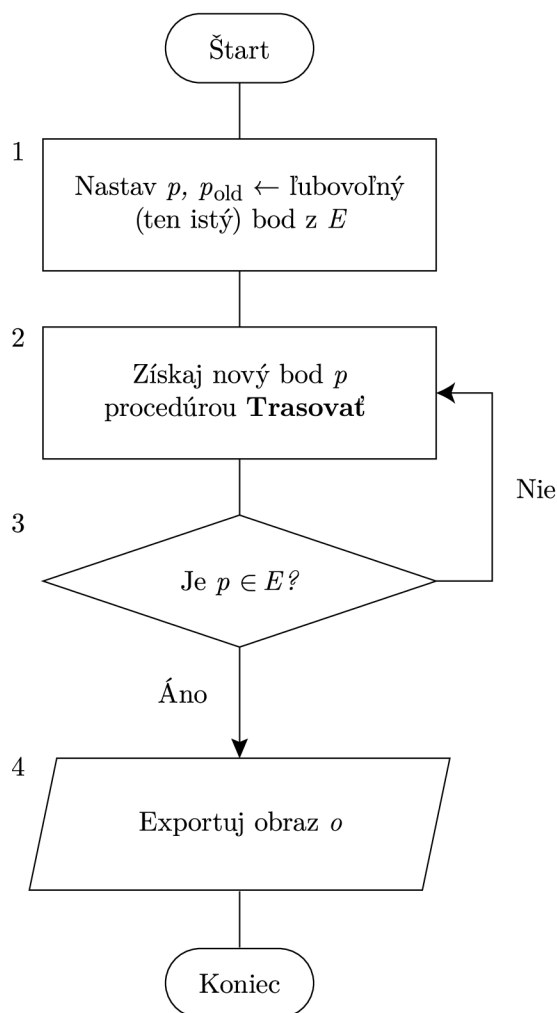 Štart
1
Nastav p, p_old ← ľubovoľný
(ten istý) bod z E
2
Získaj nový bod p
procedúrou Trasovať
Nie
3
Je p ∈ E?
Áno
4
Exportuj obraz o
Koniec